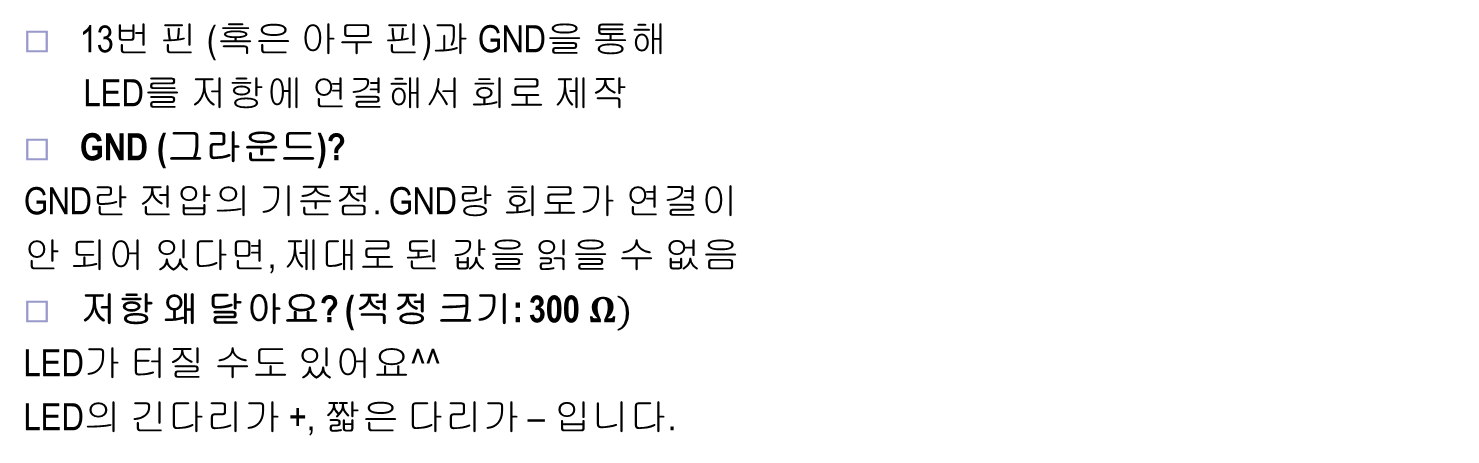 □ 13번 핀 (혹은 아무 핀)과 GND을 통해
LED를 저항에 연결해서 회로 제작
□ GND (그라운드)?
GND란 전압의 기준점. GND랑 회로가 연결이
안 되어 있다면, 제대로 된 값을 읽을 수 없음
□ 저항 왜 달아요? (적정 크기: 300 Ω)
LED가 터질 수도 있어요^^
LED의 긴다리가 +, 짧은 다리가 – 입니다.